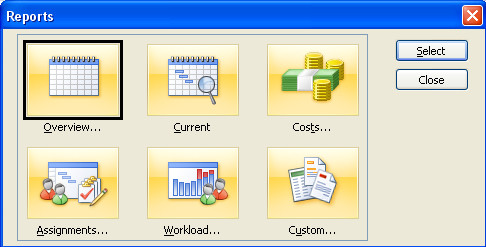 Reports
Select
Close
Overview...
Current
Costs...
Assignments...
Workload...
Custom...